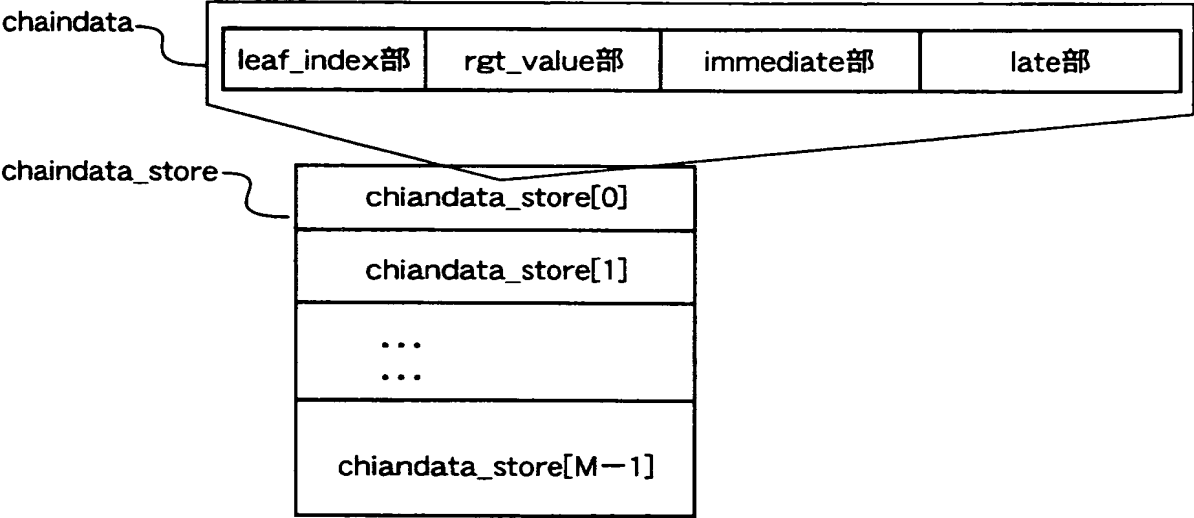 chaindata
leaf_index部 rgt_value部 immediate部 late部
chaindata_store
chiandata_store[0]
chiandata_store[1]
...
...
chiandata_store[M−1]